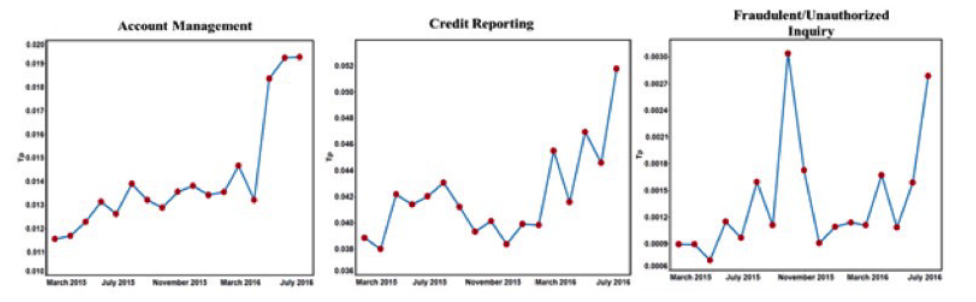 Account Management
0.020
0.019
0.018
0.017
0.016
0.015
0.014
0.013
0.012
0.011
0.010
Tp
March 2015 July 2015 November 2015 March 2016 July 2016
Credit Reporting
0.052
0.050
0.048
0.046
0.044
0.042
0.040
0.038
0.036
Tp
March 2015 July 2015 November 2015 March 2016 July 2016
Fraudulent/Unauthorized
Inquiry
0.0030
0.0027
0.0024
0.0021
0.0018
0.0015
0.0012
0.0009
0.0006
Tp
March 2015 July 2015 November 2015 March 2016 July 2016